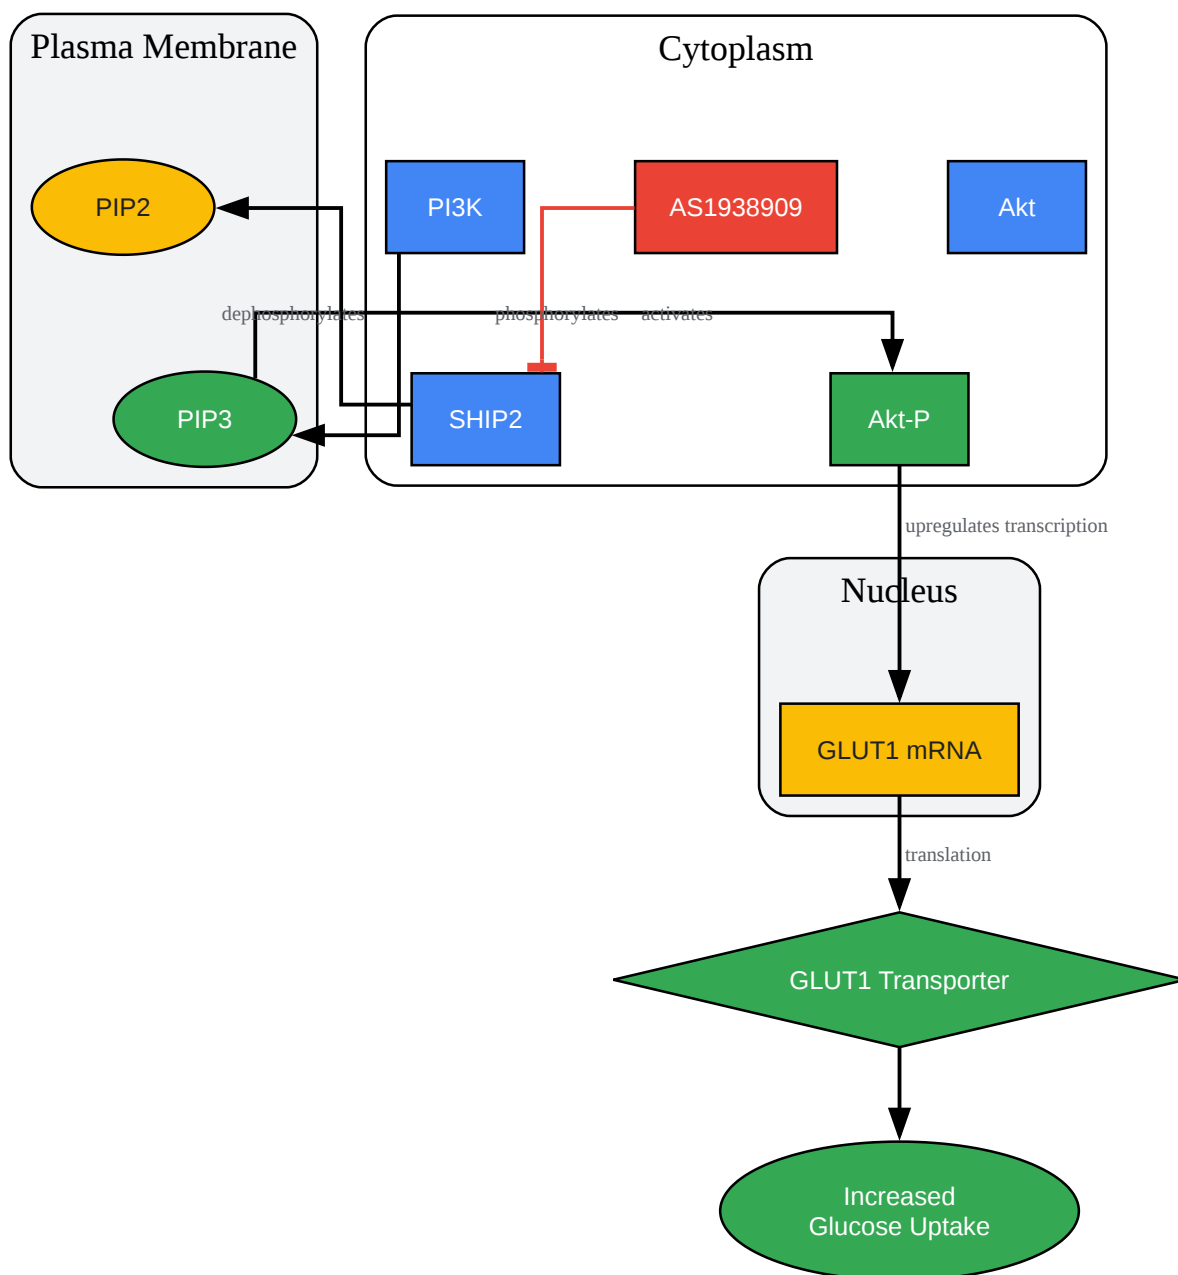 Plasma Membrane
Cytoplasm
PIP2
PI3K
AS1938909
Akt
dephosphorylates
phosphorylates
activates
PIP3
SHIP2
Akt-P
upregulates transcription
Nucleus
GLUT1 mRNA
translation
GLUT1 Transporter
Increased
Glucose Uptake